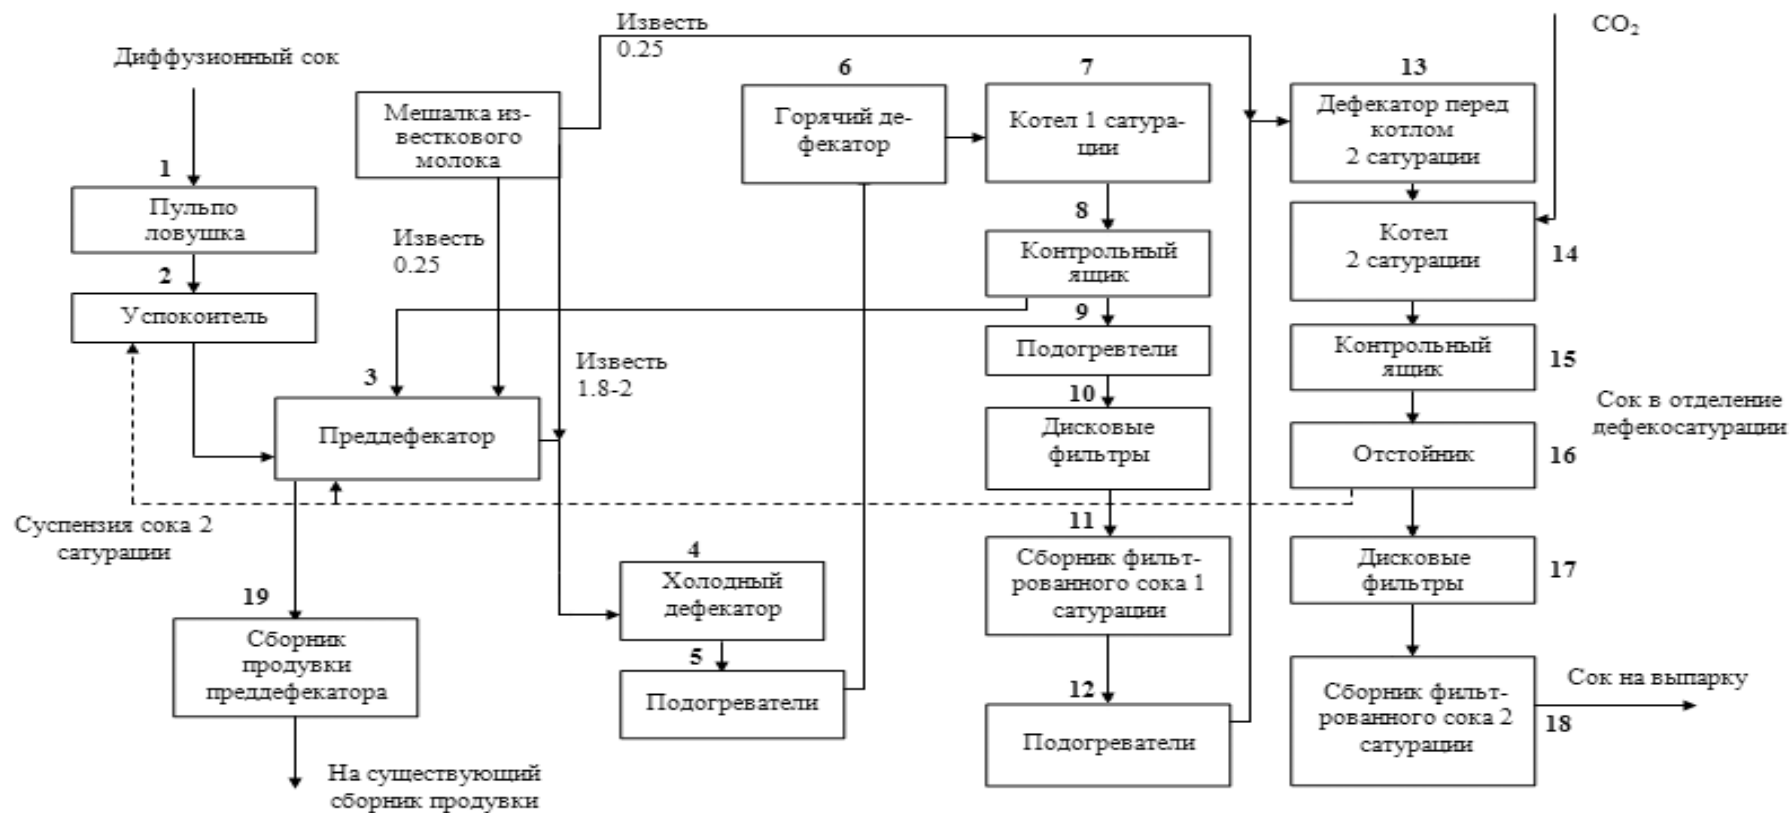 Диффузионный сок
1
Пульпо
ловушка
2
Успокоитель
Мешалка из-
весткового
молока
Известь
0.25
Известь
0.25
3
Преддефекатор
Известь
1.8-2
Суспензия сока 2
сатурации
19
Сборник
продувки
преддефекатора
На существующий
сборник продувки
4
Холодный
дефекатор
5
Подогреватели
6
Горячий де-
фекатор
7
Котел 1 сатура-
ции
8
Контрольный
ящик
9
Подогревтели
10
Дисковые
фильтры
11
Сборник фильт-
рованного сока 1
сатурации
12
Подогреватели
13
Дефекатор перед
котлом
2 сатурации
CO₂
Котел
2 сатурации
14
Контрольный
ящик
15
Сок в отделение
дефекосатурации
Отстойник
16
Дисковые
фильтры
17
Сборник фильт-
рованного сока 2
сатурации
18
Сок на выпарку